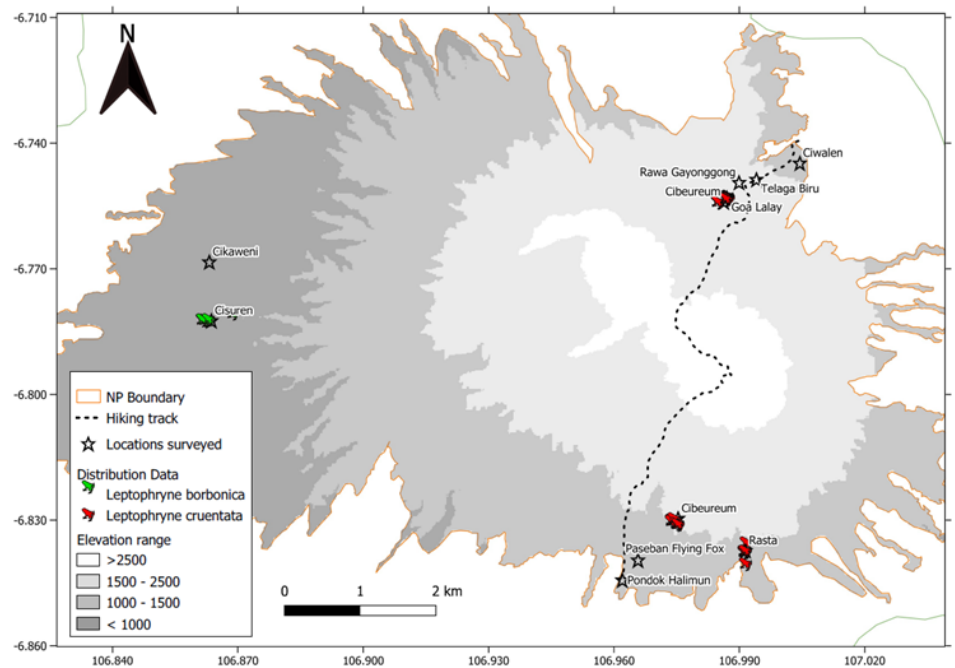 -6.710
N
-6.740
Ciwalen
Rawa Gayonggong
Telaga Biru
Cibeureum
Goa Lalay
Cikaweni
-6.770
Cisuren
NP Boundary
-6.800
Hiking track
Locations surveyed
Distribution Data
Leptophryne borbonica
Leptophryne cruentata
Cibeureum
-6.830
Elevation range
Rasta
Paseban Flying Fox
>2500
1500 - 2500
Pondok Halimun
0 1 2 km
1000 - 1500
< 1000
-6.860
106.840 106.870 106.900 106.930 106.960 106.990 107.020